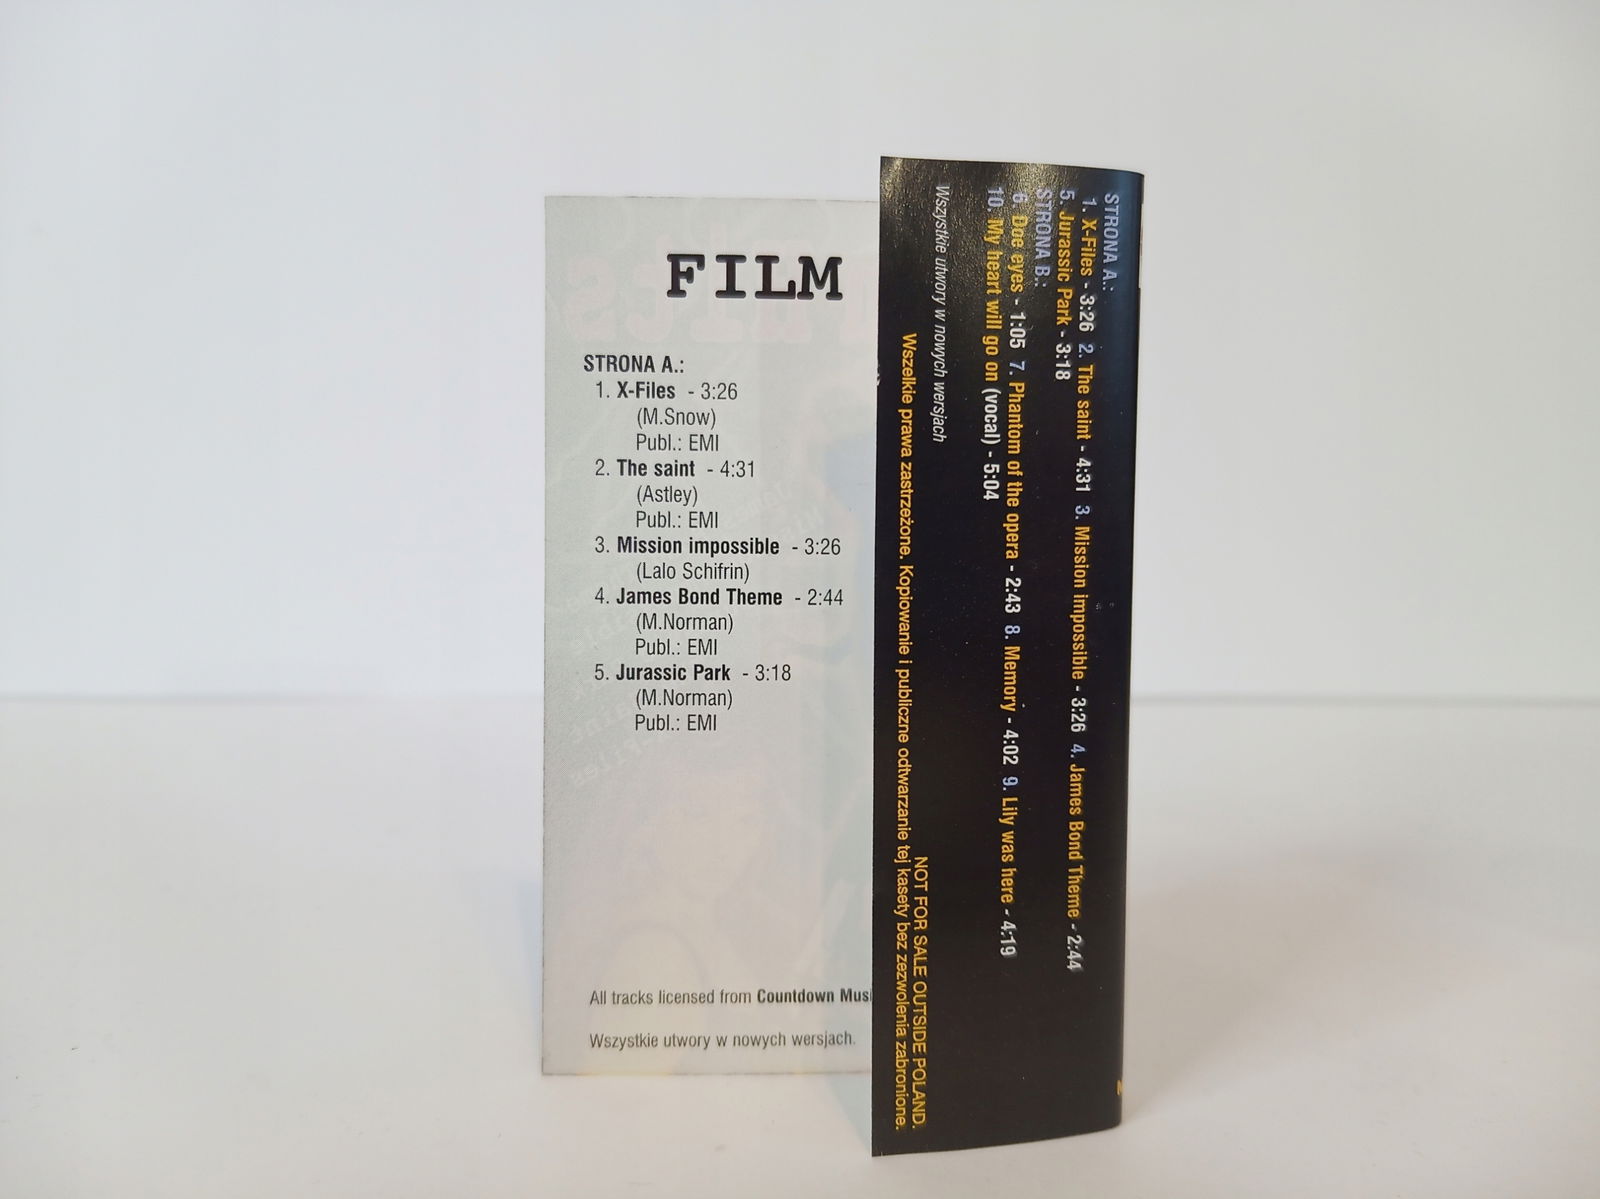 FILM
STRONA A.:
1. X-Files - 3:26
(M.Snow)
Publ.: EMI
2. The saint - 4:31
(Astley)
Publ.: EMI
3. Mission impossible - 3:26
(Lalo Schifrin)
4. James Bond Theme - 2:44
(M.Norman)
Publ.: EMI
5. Jurassic Park - 3:18
(M.Norman)
Publ.: EMI
All tracks licensed from Countdown Musi
Wszystkie utwory w nowych wersjach.
STRONA A.:
1. X-Files - 3:26 2. The saint - 4:31 3. Mission impossible - 3:26 4. James Bond Theme - 2:44
5. Jurassic Park - 3:18
STRONA B.:
6. Doe eyes - 1:05 7. Phantom of the opera - 2:43 8. Memory - 4:02 9. Lily was here - 4:19
10. My heart will go on (vocal) - 5:04
Wszystkie utwory w nowych wersjach
NOT FOR SALE OUTSIDE POLAND.
Wszelkie prawa zastrzeżone. Kopiowanie i publiczne odtwarzanie tej kasety bez zezwolenia zabronione.